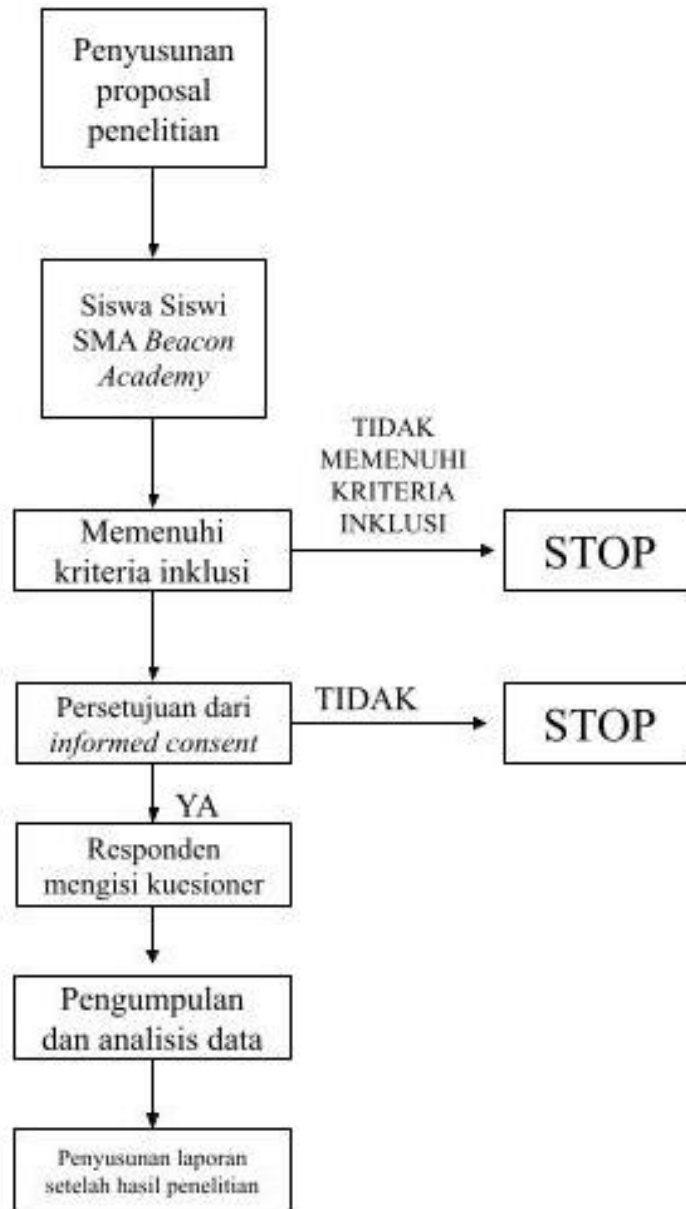 Penyusunan
proposal
penelitian
Siswa Siswi
SMA Beacon
Academy
TIDAK
MEMENUHI
KRITERIA
INKLUSI
Memenuhi
kriteria inklusi
STOP
Persetujuan dari
informed consent
TIDAK
STOP
YA
Responden
mengisi kuesioner
Pengumpulan
dan analisis data
Penyusunan laporan
setelah hasil penelitian